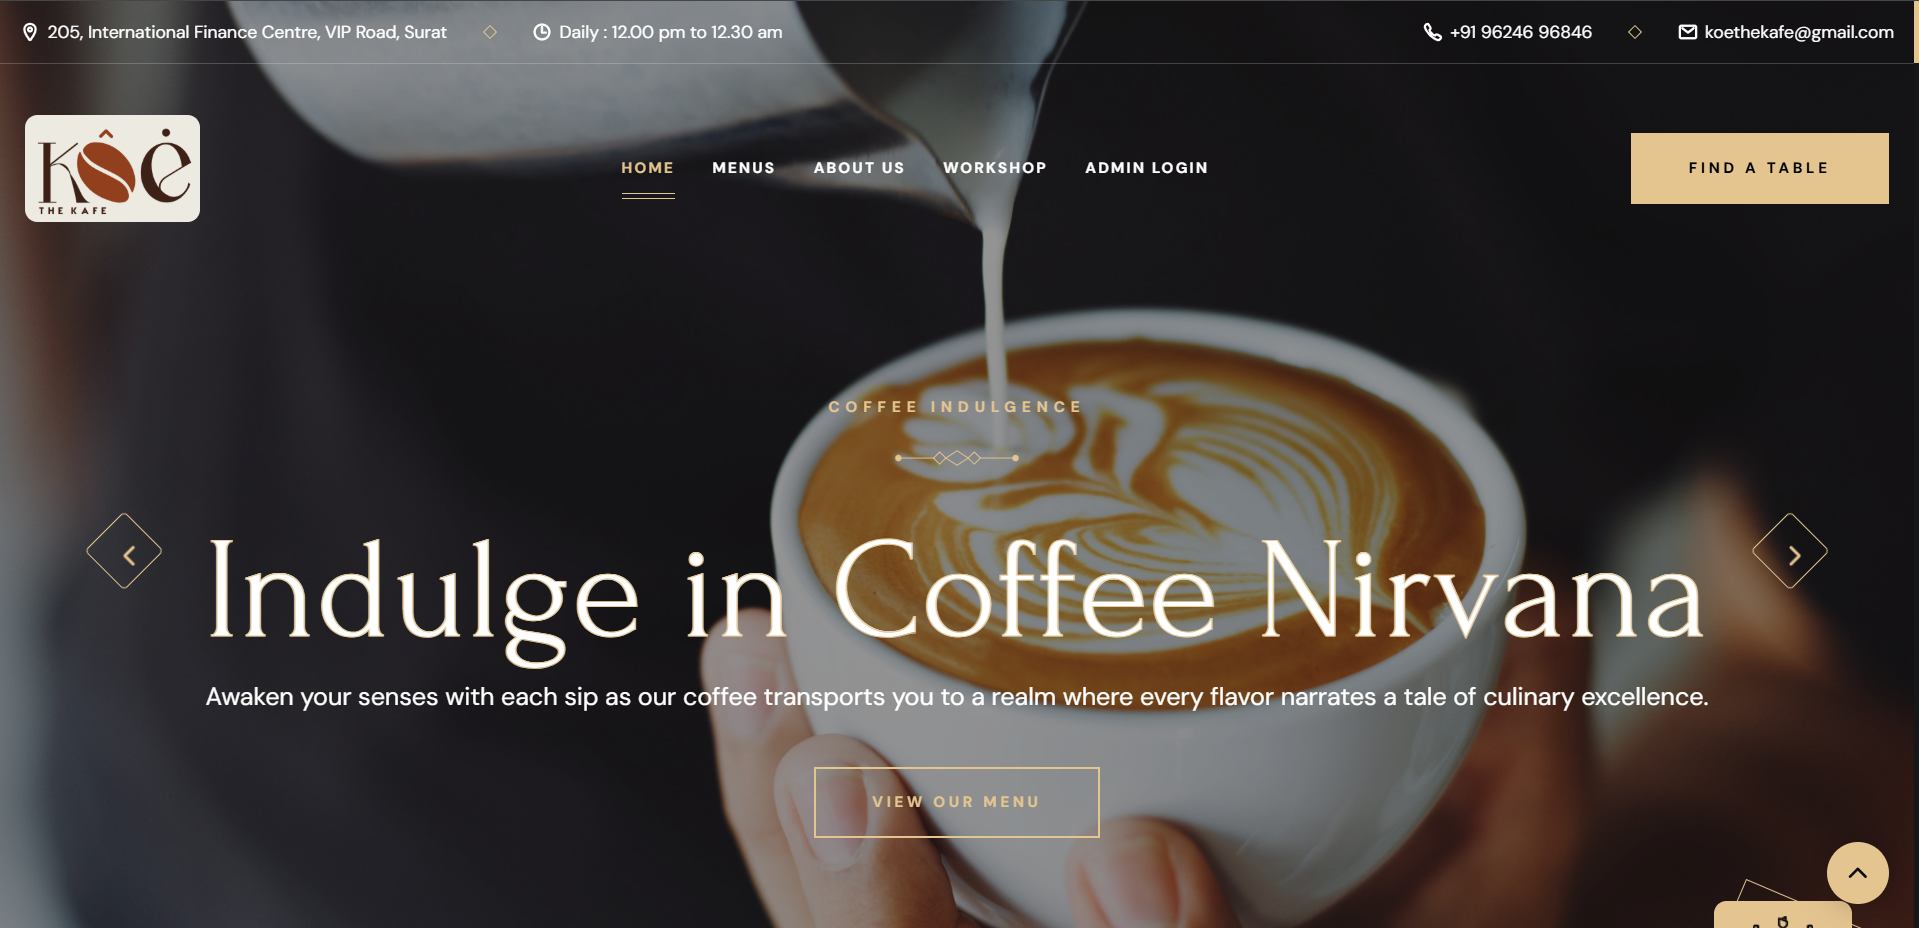 205, International Finance Centre, VIP Road, Surat
Daily : 12.00 pm to 12.30 am
+91 96246 96846
koethekafe@gmail.com
Kôė
THE KAFE
HOME
MENUS
ABOUT US
WORKSHOP
ADMIN LOGIN
FIND A TABLE
COFFEE INDULGENCE
Indulge in Coffee Nirvana
Awaken your senses with each sip as our coffee transports you to a realm where every flavor narrates a tale of culinary excellence.
VIEW OUR MENU